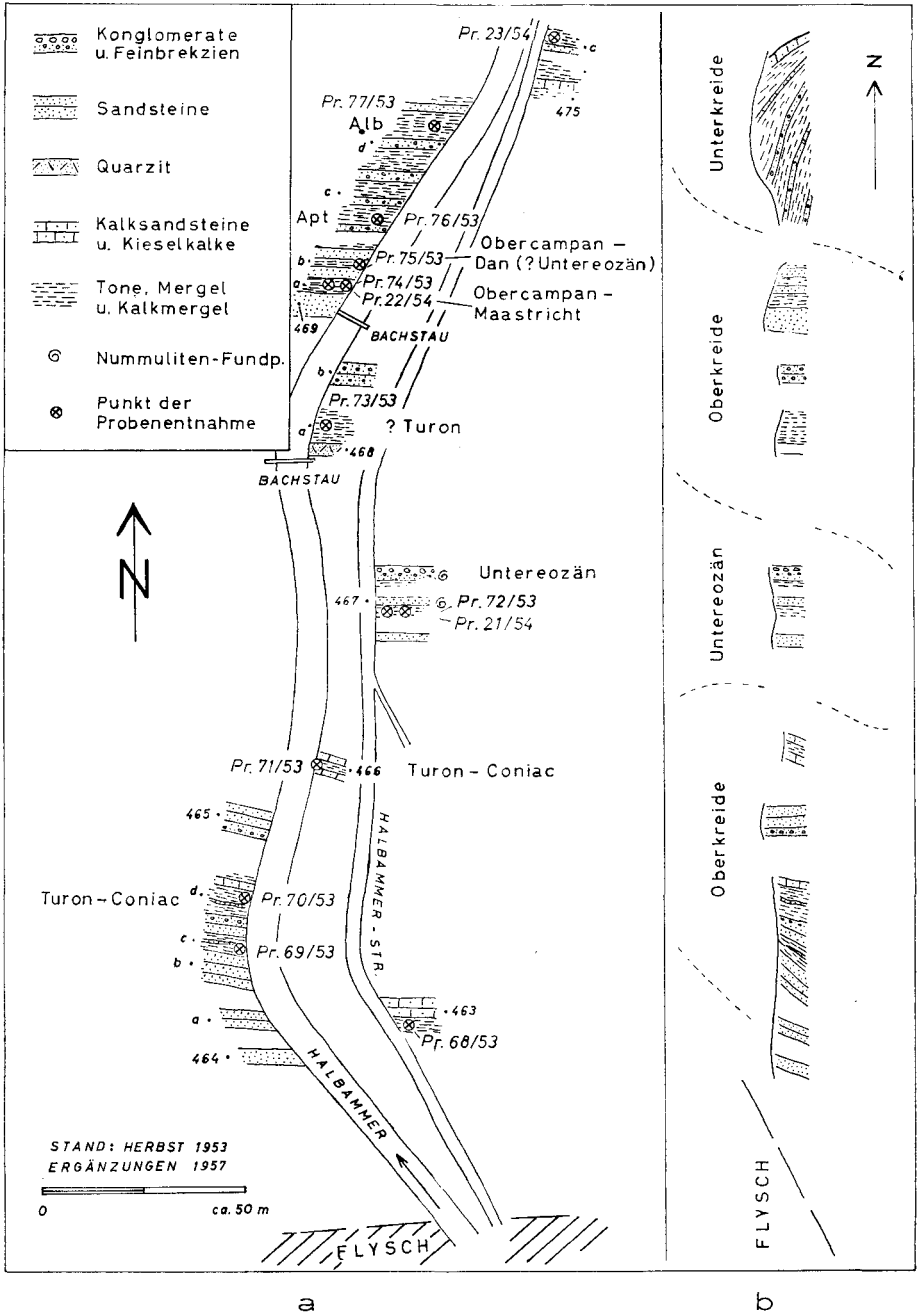 Konglomerate
u. Feinbrekzien
Sandsteine
Quarzit
Kalksandsteine
u. Kieselkalke
Tone, Mergel
u. Kalkmergel
Nummuliten-Fundp.
Punkt der
Probenentnahme
Pr. 23/54
c
475
Pr. 77/53
Alb
d
c
Apt
Pr. 76/53
b
Pr. 75/53
Obercampan –
Dan (? Untereozän)
a
Pr. 74/53
Pr. 22/54
Obercampan –
Maastricht
469
BACHSTAU
b
Pr. 73/53
a
? Turon
468
BACHSTAU
N
Untereozän
467
Pr. 72/53
Pr. 21/54
Pr. 71/53
466
Turon – Coniac
465
HALBAMMER - STR.
Turon – Coniac
d
Pr. 70/53
c
Pr. 69/53
b
a
463
Pr. 68/53
464
HALBAMMER
STAND: HERBST 1953
ERGÄNZUNGEN 1957
0
ca. 50 m
FLYSCH
a
N
Unterkreide
Oberkreide
Untereozän
Oberkreide
FLYSCH
b